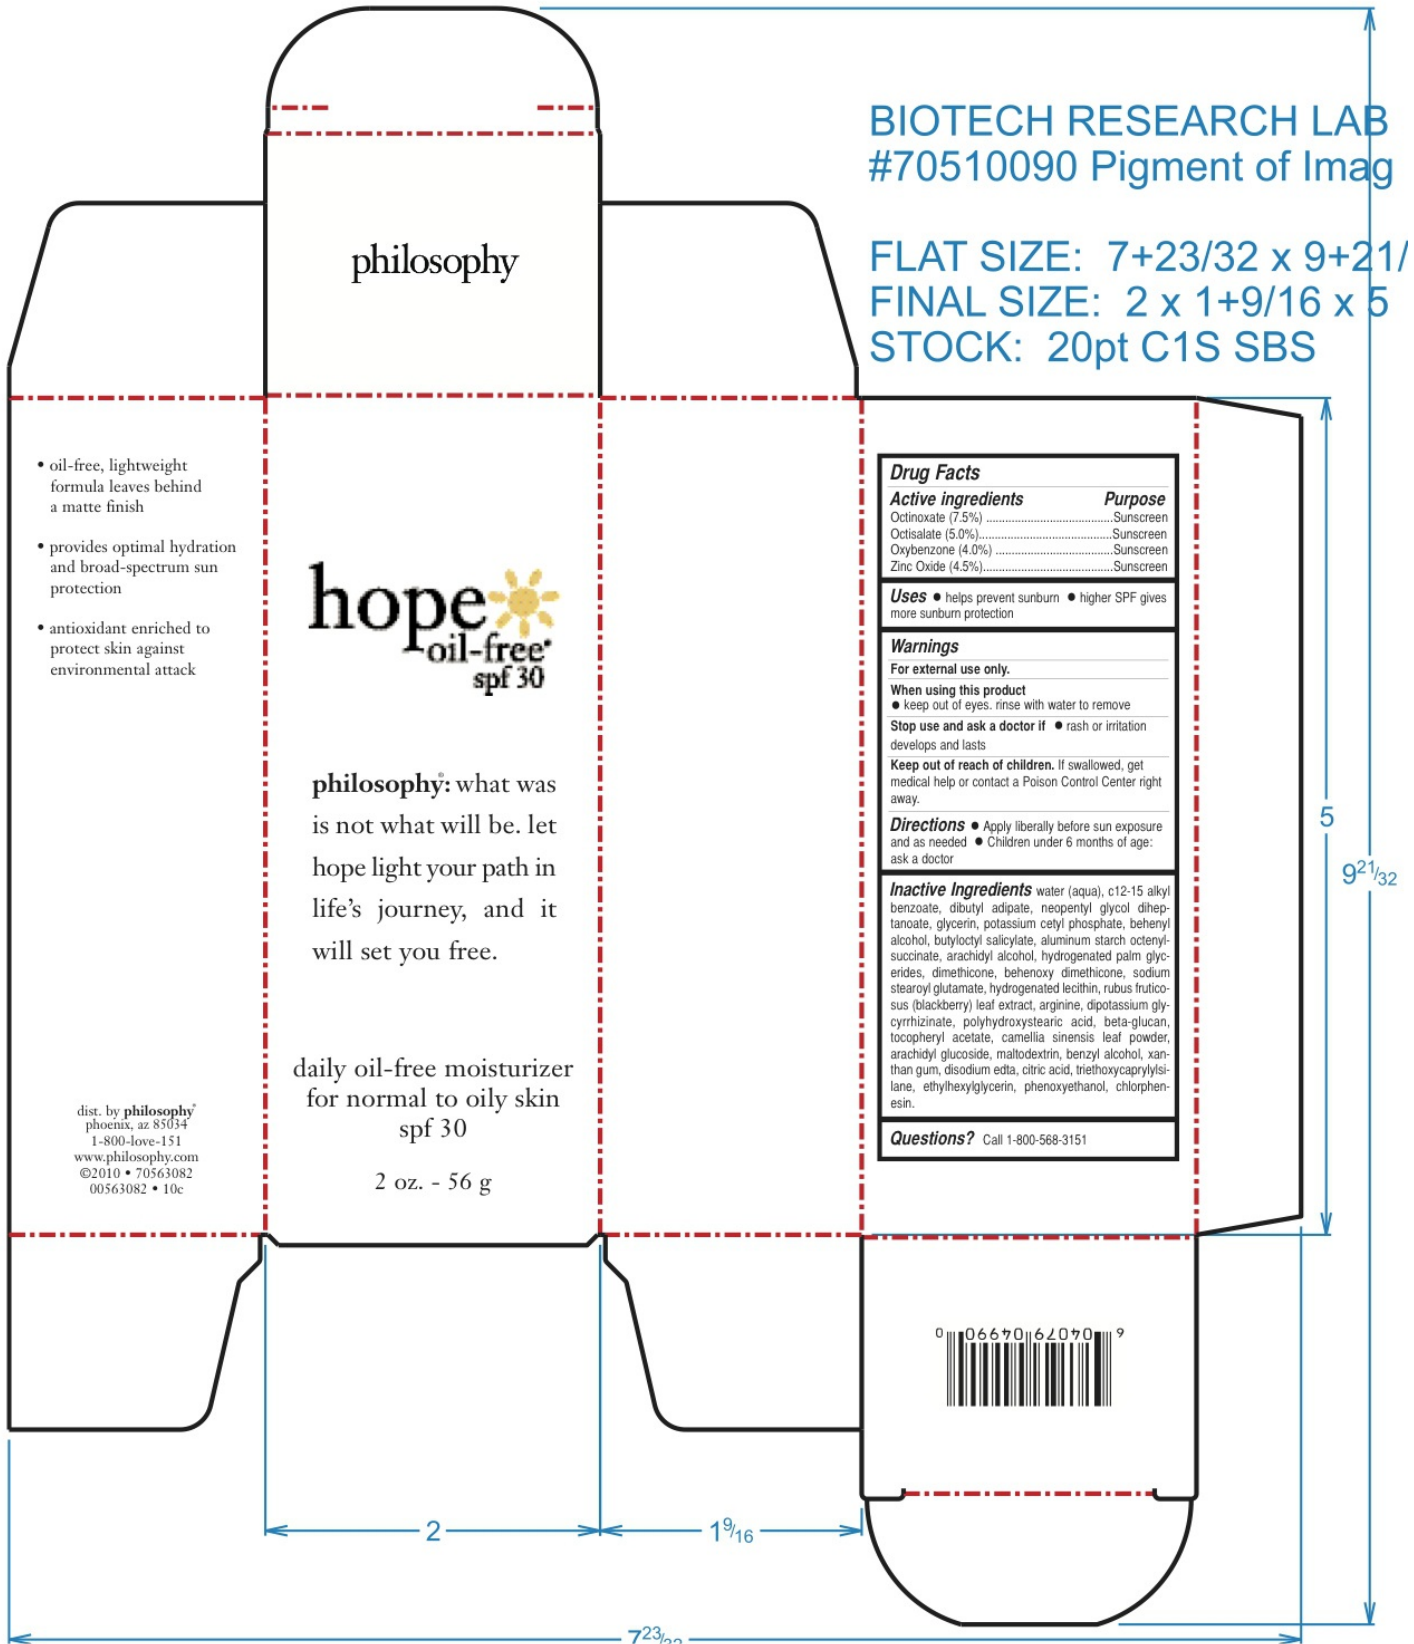 BIOTECH RESEARCH LAB
#70510090 Pigment of Imag
FLAT SIZE: 7+23/32 x 9+21/
FINAL SIZE: 2 x 1+9/16 x 5
STOCK: 20pt C1S SBS
philosophy
• oil-free, lightweight
formula leaves behind
a matte finish
• provides optimal hydration
and broad-spectrum sun
protection
• antioxidant enriched to
protect skin against
environmental attack
dist. by philosophy®
phoenix, az 85034
1-800-love-151
www.philosophy.com
©2010 • 70563082
00563082 • 10c
hope
oil-free
spf 30
philosophy®: what was
is not what will be. let
hope light your path in
life’s journey, and it
will set you free.
daily oil-free moisturizer
for normal to oily skin
spf 30
2 oz. - 56 g
Drug Facts
Active ingredients Purpose
Octinoxate (7.5%) ........................................Sunscreen
Octisalate (5.0%)..........................................Sunscreen
Oxybenzone (4.0%) .....................................Sunscreen
Zinc Oxide (4.5%).........................................Sunscreen
Uses ● helps prevent sunburn ● higher SPF gives
more sunburn protection
Warnings
For external use only.
When using this product
● keep out of eyes. rinse with water to remove
Stop use and ask a doctor if ● rash or irritation
develops and lasts
Keep out of reach of children. If swallowed, get
medical help or contact a Poison Control Center right
away.
Directions ● Apply liberally before sun exposure
and as needed ● Children under 6 months of age:
ask a doctor
Inactive Ingredients water (aqua), c12-15 alkyl
benzoate, dibutyl adipate, neopentyl glycol dihep-
tanoate, glycerin, potassium cetyl phosphate, behenyl
alcohol, butyloctyl salicylate, aluminum starch octenyl-
succinate, arachidyl alcohol, hydrogenated palm glyc-
erides, dimethicone, behenoxy dimethicone, sodium
stearoyl glutamate, hydrogenated lecithin, rubus frutico-
sus (blackberry) leaf extract, arginine, dipotassium gly-
cyrrhizinate, polyhydroxystearic acid, beta-glucan,
tocopheryl acetate, camellia sinensis leaf powder,
arachidyl glucoside, maltodextrin, benzyl alcohol, xan-
than gum, disodium edta, citric acid, triethoxycaprylylsi-
lane, ethylhexylglycerin, phenoxyethanol, chlorphen-
esin.
Questions? Call 1-800-568-3151
5
9 21/32
6 04079 04990 0
2
1 9/16
7 23/32